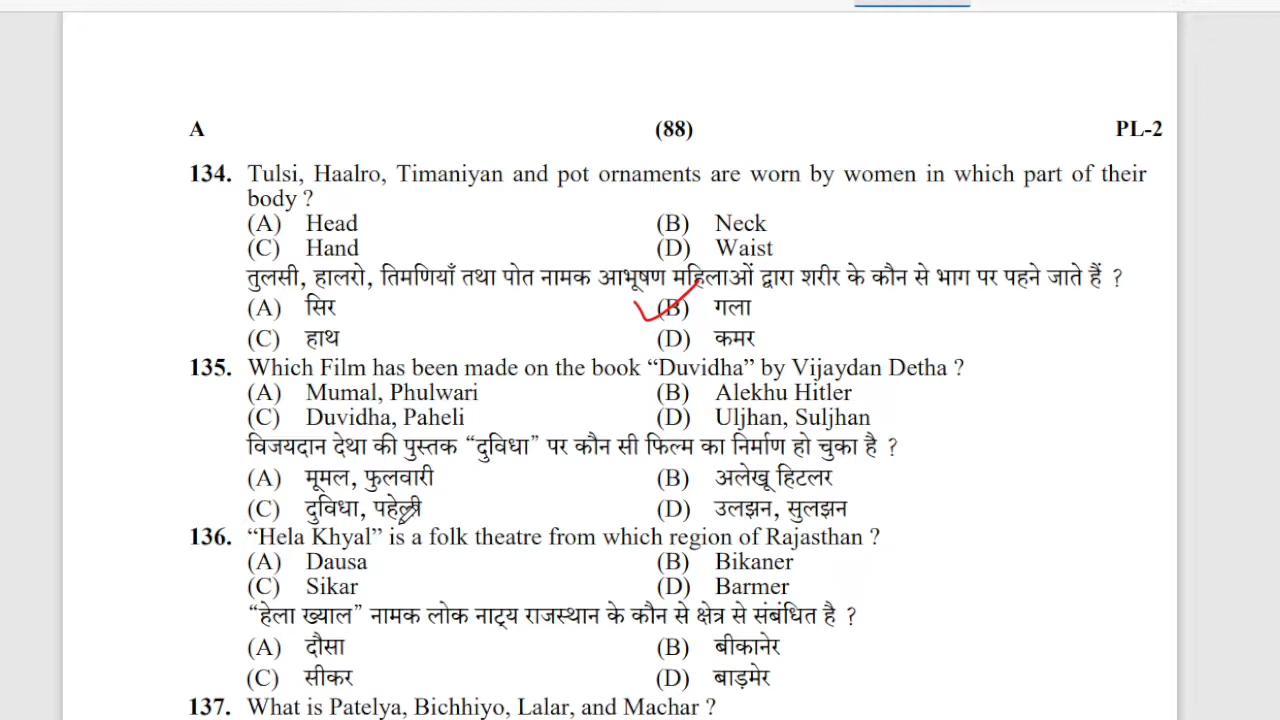 A (88) PL-2
134. Tulsi, Haalro, Timaniyan and pot ornaments are worn by women in which part of their
body ?
(A) Head (B) Neck
(C) Hand (D) Waist
तुलसी, हालरो, तिमणियाँ तथा पोत नामक आभूषण महिलाओं द्वारा शरीर के कौन से भाग पर पहने जाते हैं ?
(A) सिर (B) गला
(C) हाथ (D) कमर
135. Which Film has been made on the book “Duvidha” by Vijaydan Detha ?
(A) Mumal, Phulwari (B) Alekhu Hitler
(C) Duvidha, Paheli (D) Uljhan, Suljhan
विजयदान देथा की पुस्तक “दुविधा” पर कौन सी फिल्म का निर्माण हो चुका है ?
(A) मूमल, फुलवारी (B) अलेखू हिटलर
(C) दुविधा, पहेली (D) उलझन, सुलझन
136. “Hela Khyal” is a folk theatre from which region of Rajasthan ?
(A) Dausa (B) Bikaner
(C) Sikar (D) Barmer
“हेला ख्याल” नामक लोक नाट्य राजस्थान के कौन से क्षेत्र से संबंधित है ?
(A) दौसा (B) बीकानेर
(C) सीकर (D) बाड़मेर
137. What is Patelya, Bichhiyo, Lalar, and Machar ?